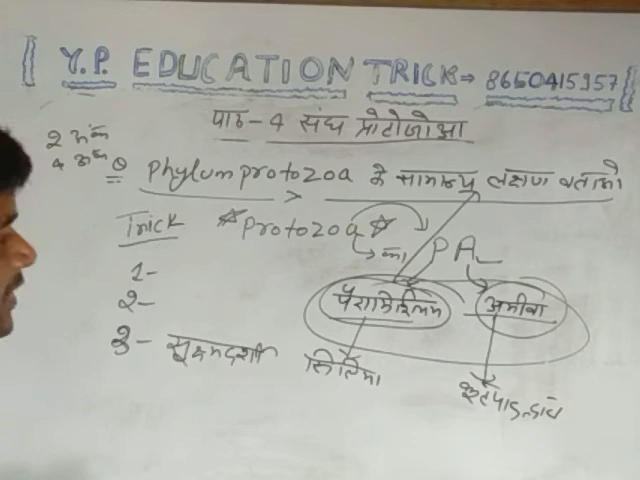 Y.P. EDUCATION TRICK→ 8650415957
पाठ-4 संघ प्रोटोजोआ
2 अंक
4 अंक
Phylum protozoa के सामान्य लक्षण बताओ
Trick ☆Protozoa☆
का PA
1-
2- पैरामिशियम अमीबा
3- सूक्ष्मदर्शी सिलिया कूटपाद